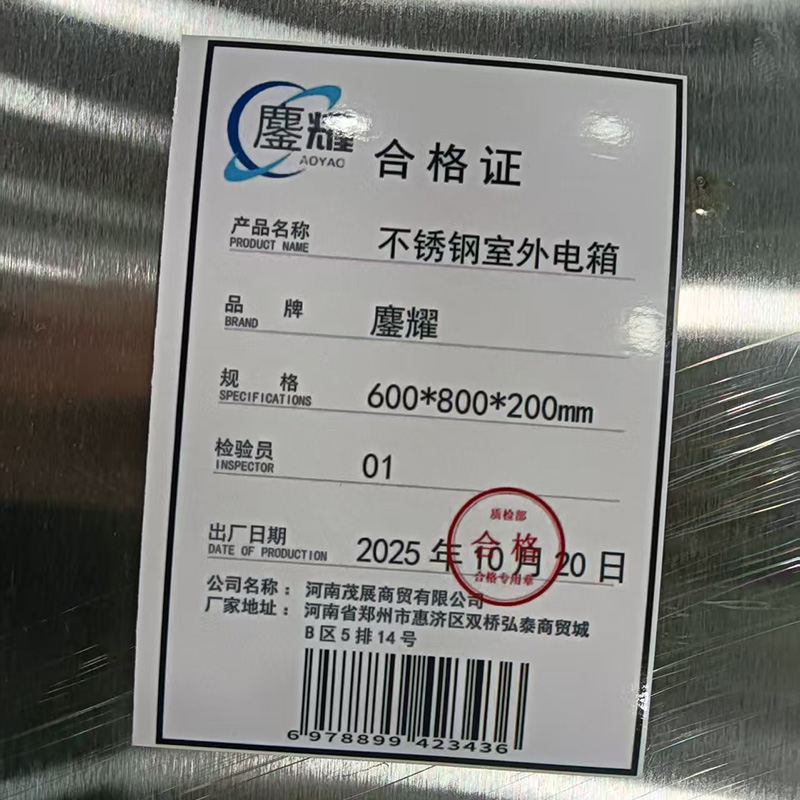 鏖耀
AOYAO
合格证
产品名称
PRODUCT NAME
不锈钢室外电箱
品 牌
BRAND
鏖耀
规 格
SPECIFICATIONS
600*800*200mm
检验员
INSPECTOR
01
出厂日期
DATE OF PRODUCTION
2025 年 10 月 20 日
质检部
合格
合格专用章
公司名称： 河南茂展商贸有限公司
厂家地址： 河南省郑州市惠济区双桥弘泰商贸城
B 区 5 排 14 号
6 978899 423436